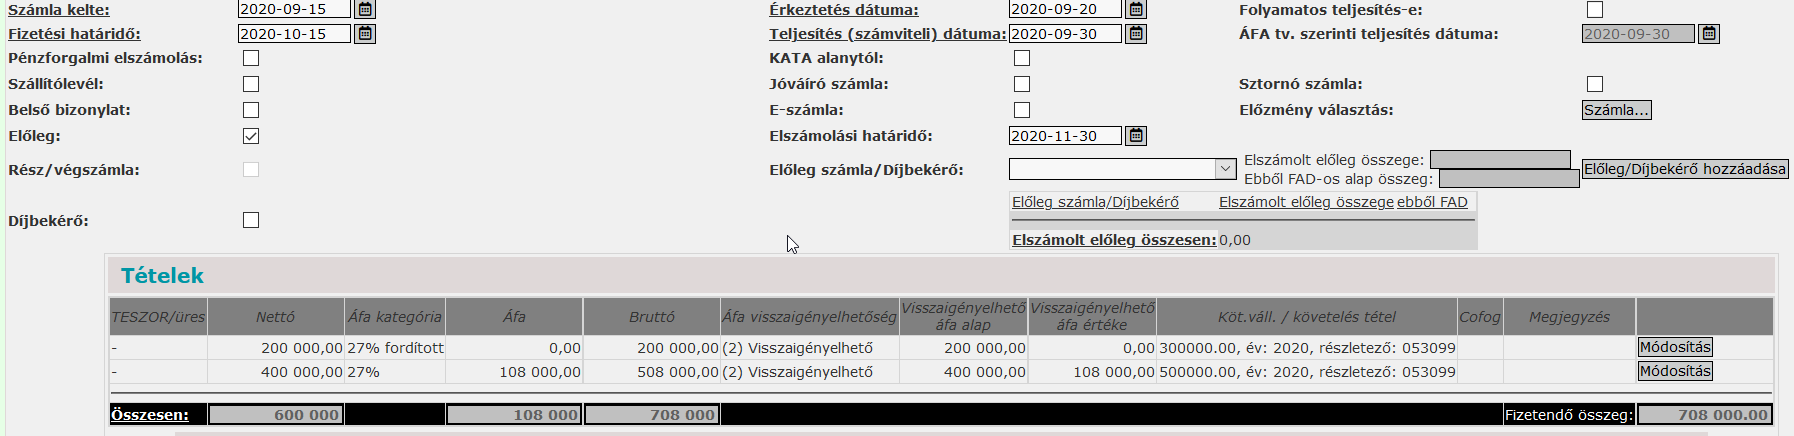 Számla kelte: 2020-09-15 Érkeztetés dátuma: 2020-09-20 Folyamatos teljesítés-e:
Fizetési határidő: 2020-10-15 Teljesítés (számviteli) dátuma: 2020-09-30 ÁFA tv. szerinti teljesítés dátuma: 2020-09-30
Pénzforgalmi elszámolás: KATA alanytól:
Szállítólevél: Jóváíró számla: Sztornó számla:
Belső bizonylat: E-számla: Előzmény választás: Számla...
Előleg: Elszámolási határidő: 2020-11-30
Rész/végszámla: Előleg számla/Díjbekérő: Elszámolt előleg összege: Előleg/Díjbekérő hozzáadása
Ebből FAD-os alap összeg:
Előleg számla/Díjbekérő Elszámolt előleg összege ebből FAD
Díjbekérő:
Elszámolt előleg összesen: 0,00
Tételek
TESZOR/üres Nettó Áfa kategória Áfa Bruttó Áfa visszaigényelhetőség Visszaigényelhető áfa alap Visszaigényelhető áfa értéke Köt.váll. / követelés tétel Cofog Megjegyzés
- 200 000,00 27% fordított 0,00 200 000,00 (2) Visszaigényelhető 200 000,00 0,00 300000.00, év: 2020, részletező: 053099 Módosítás
- 400 000,00 27% 108 000,00 508 000,00 (2) Visszaigényelhető 400 000,00 108 000,00 500000.00, év: 2020, részletező: 053099 Módosítás
Összesen: 600 000 108 000 708 000 Fizetendő összeg: 708 000.00